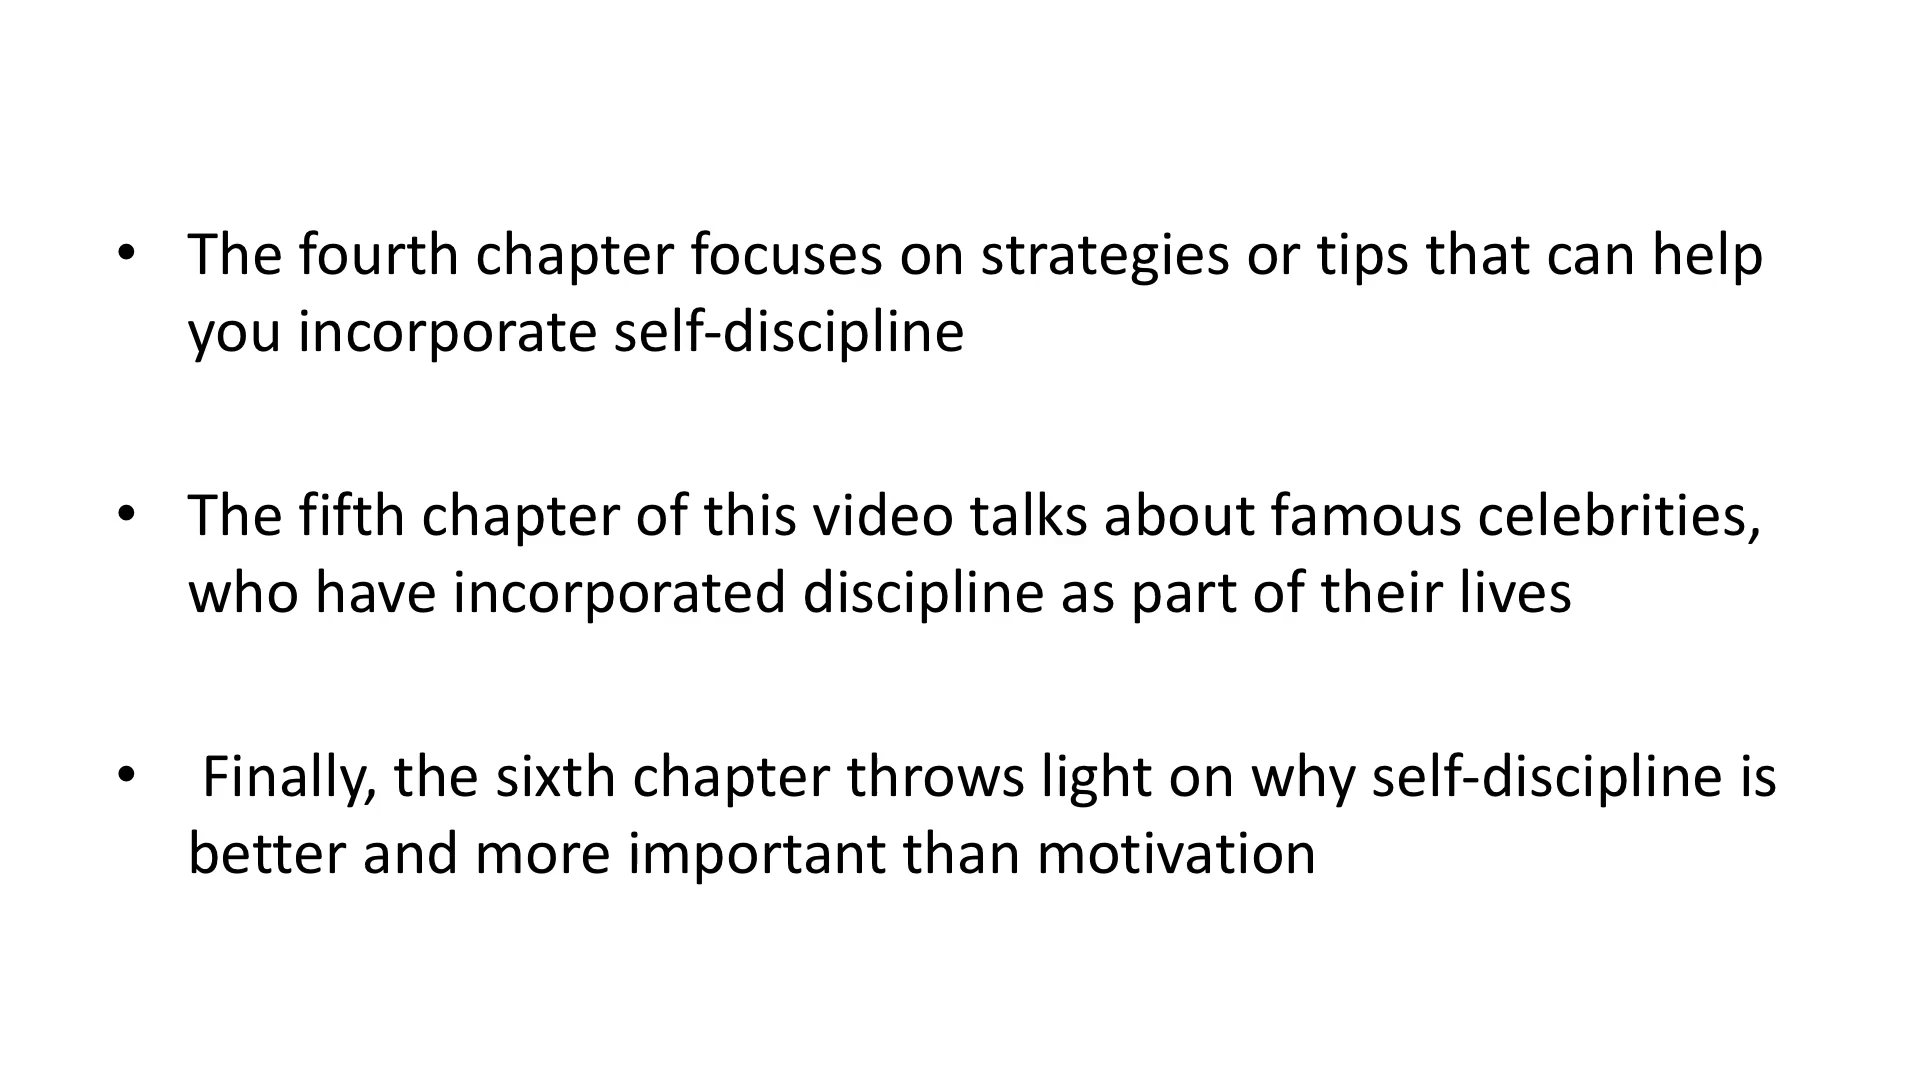 • The fourth chapter focuses on strategies or tips that can help
you incorporate self-discipline
• The fifth chapter of this video talks about famous celebrities,
who have incorporated discipline as part of their lives
• Finally, the sixth chapter throws light on why self-discipline is
better and more important than motivation